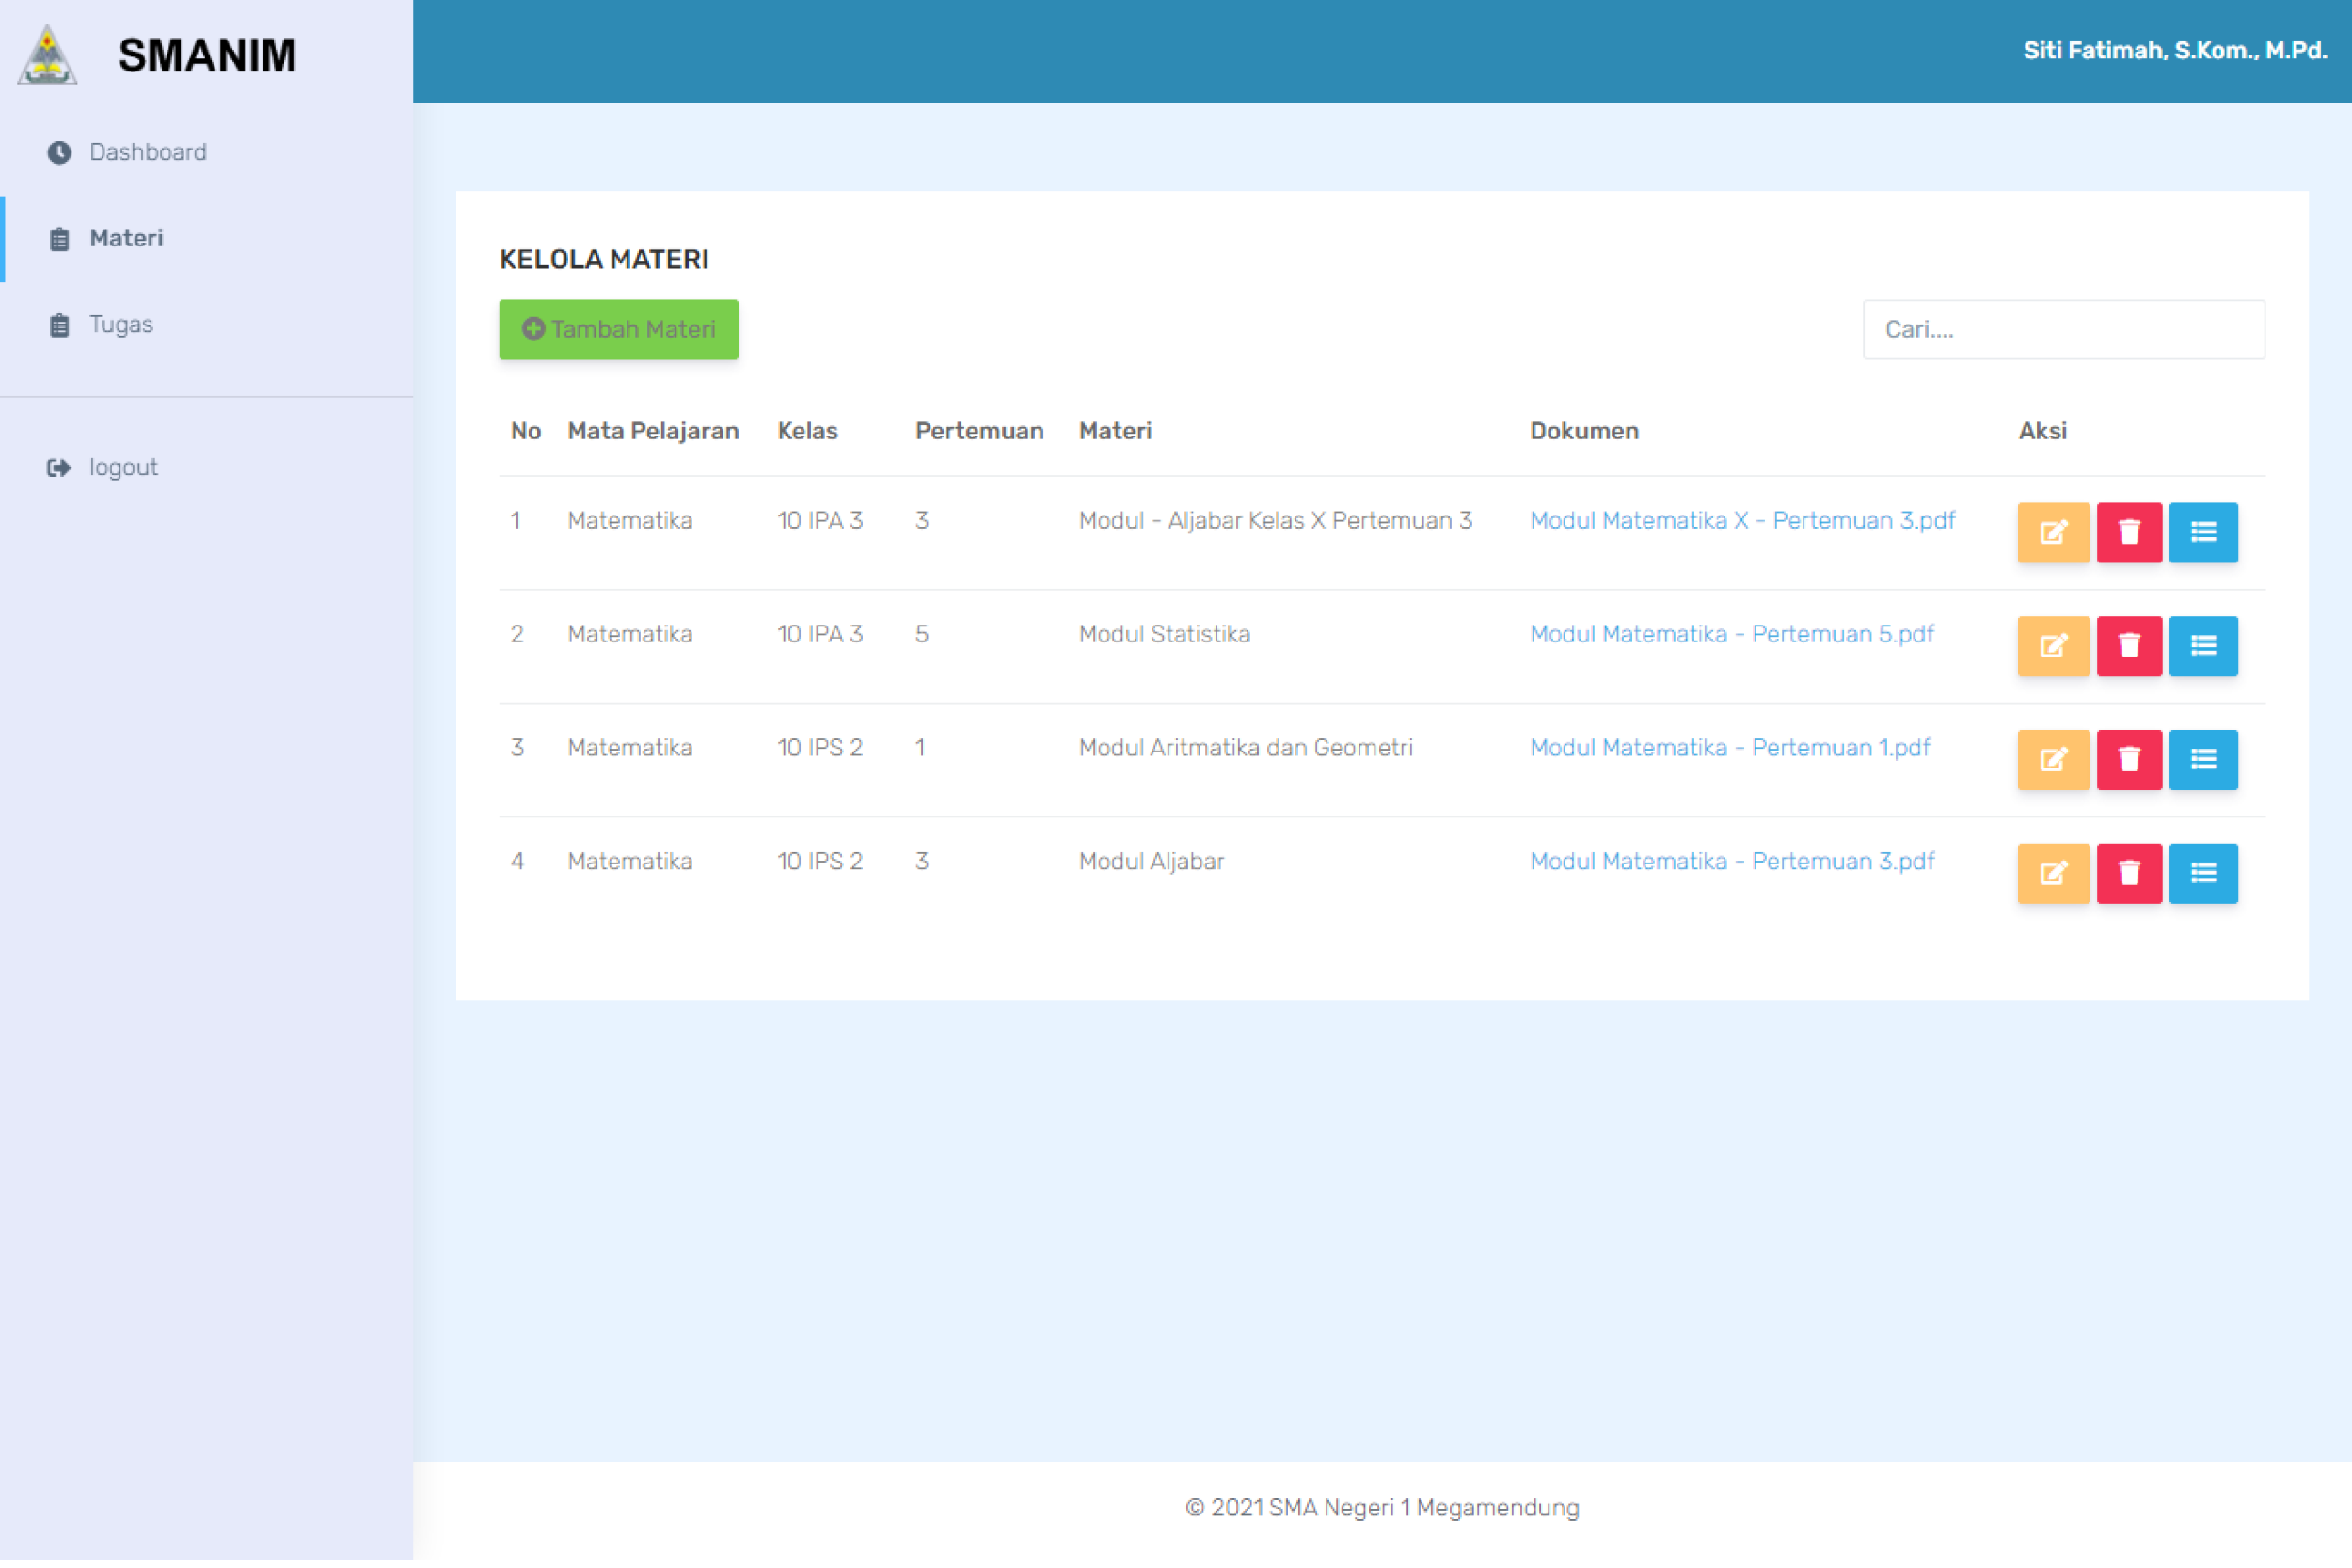 SMANIM
Siti Fatimah, S.Kom., M.Pd.
Dashboard
Materi
Tugas
logout
KELOLA MATERI
Tambah Materi
Cari....
No Mata Pelajaran Kelas Pertemuan Materi Dokumen Aksi
1 Matematika 10 IPA 3 3 Modul - Aljabar Kelas X Pertemuan 3 Modul Matematika X - Pertemuan 3.pdf
2 Matematika 10 IPA 3 5 Modul Statistika Modul Matematika - Pertemuan 5.pdf
3 Matematika 10 IPS 2 1 Modul Aritmatika dan Geometri Modul Matematika - Pertemuan 1.pdf
4 Matematika 10 IPS 2 3 Modul Aljabar Modul Matematika - Pertemuan 3.pdf
© 2021 SMA Negeri 1 Megamendung